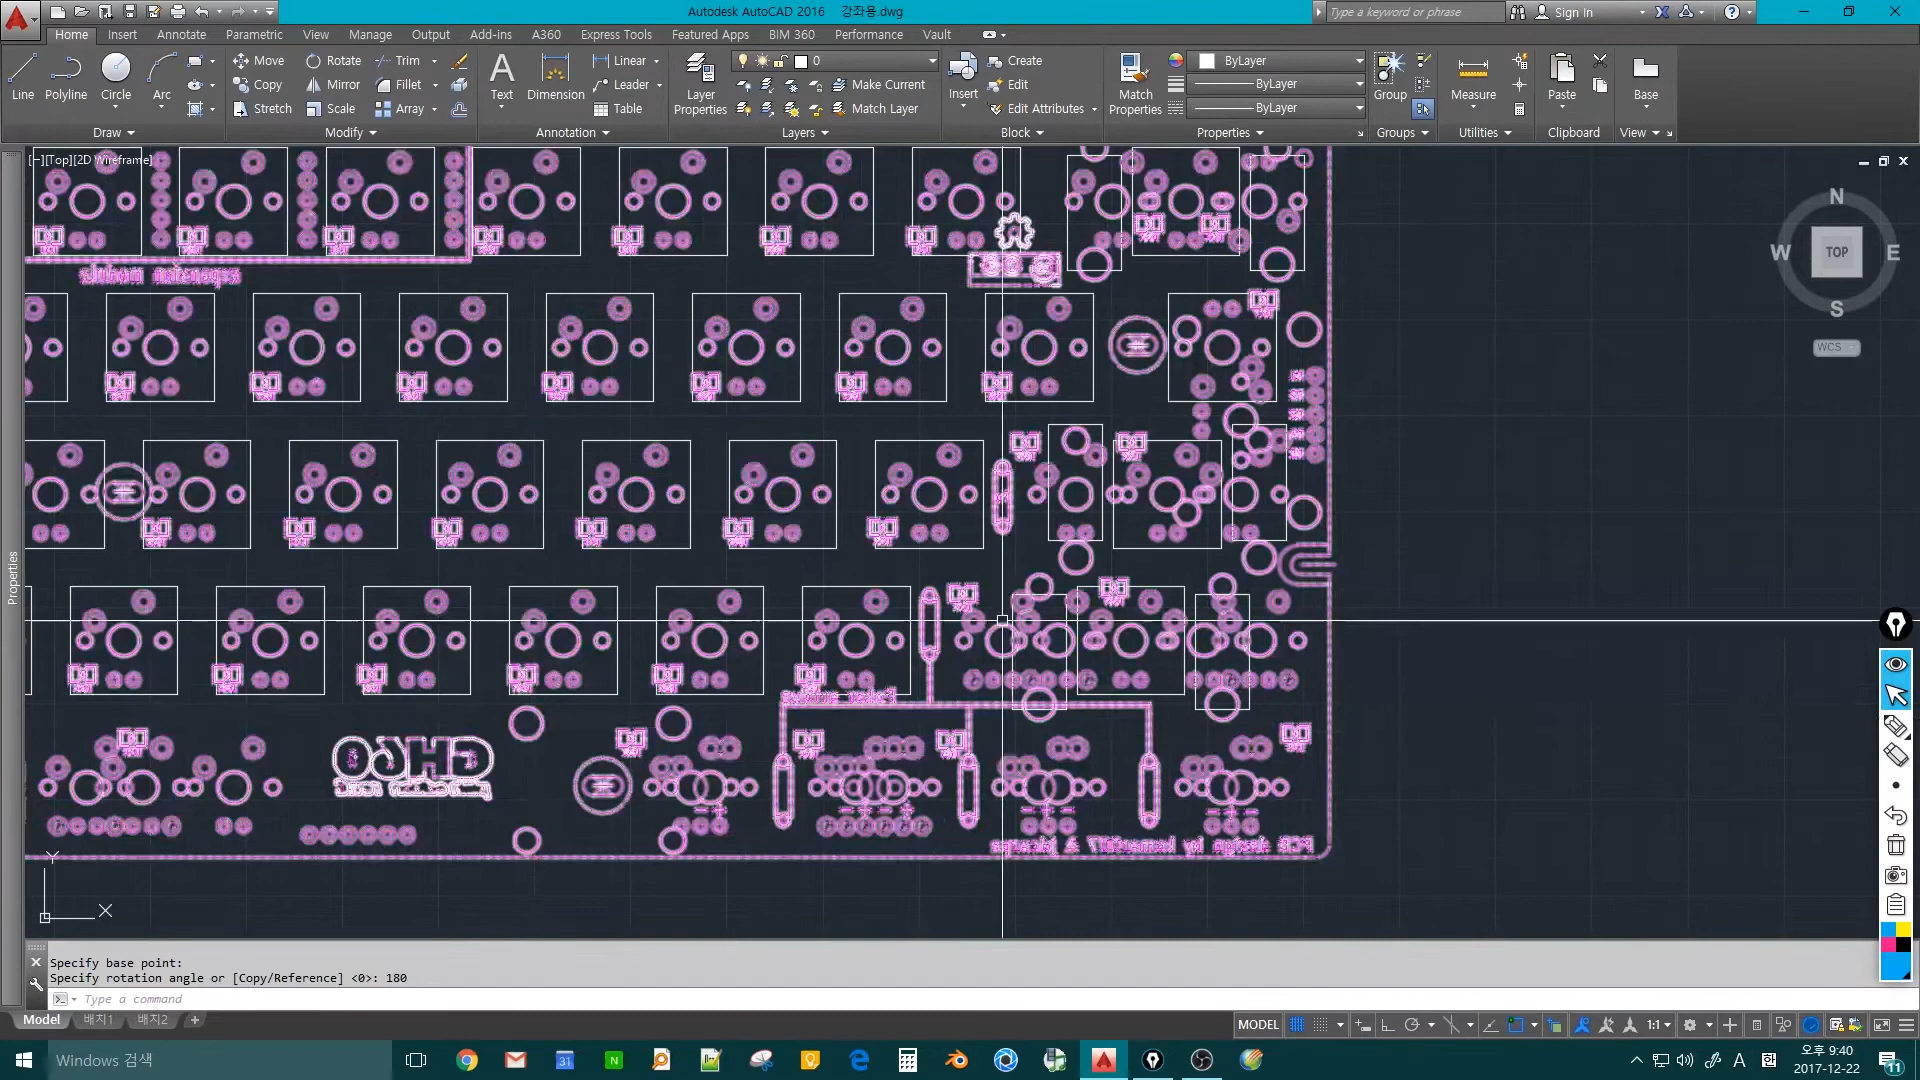 Autodesk AutoCAD 2016 강좌용.dwg
Type a keyword or phrase
Sign In
Home Insert Annotate Parametric View Manage Output Add-ins A360 Express Tools Featured Apps BIM 360 Performance Vault
Line Polyline Circle Arc
Move Rotate Trim
Copy Mirror Fillet
Stretch Scale Array
Text Dimension
Linear
Leader
Table
Layer Properties
0
Make Current
Match Layer
Insert
Create
Edit
Edit Attributes
Match Properties
ByLayer
ByLayer
ByLayer
Group
Measure
Paste
Base
Draw Modify Annotation Layers Block Properties Groups Utilities Clipboard View
[−][Top][2D Wireframe]
N
W TOP E
S
WCS
Properties
GH60
Y
X
Specify base point:
Specify rotation angle or [Copy/Reference] <0>: 180
Type a command
Model 배치1 배치2 +
MODEL
1:1
Windows 검색
31
N
A
오후 9:40
2017-12-22
11